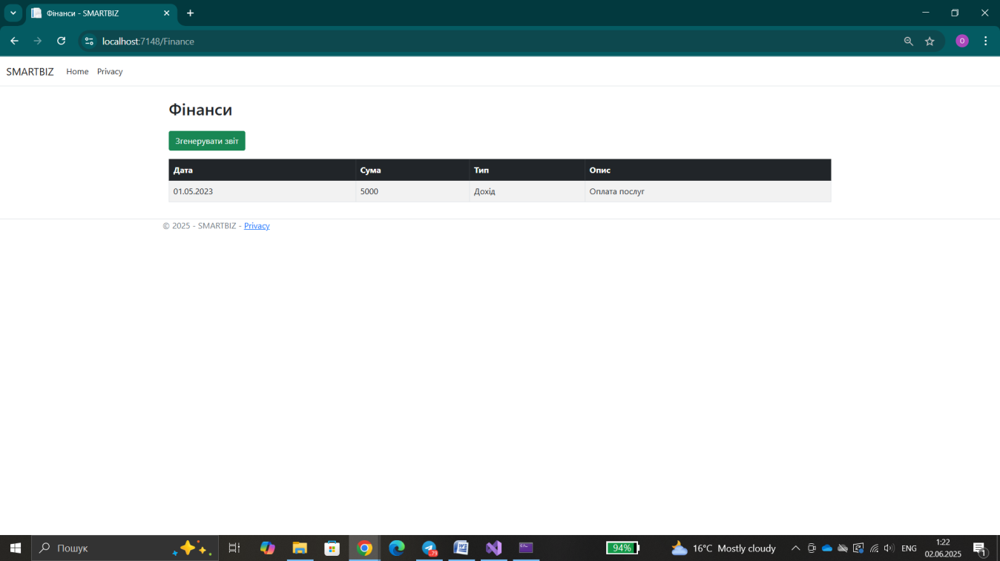 Фінанси - SMARTBIZ
localhost:7148/Finance
O
SMARTBIZ Home Privacy
Фінанси
Згенерувати звіт
Дата Сума Тип Опис
01.05.2023 5000 Дохід Оплата послуг
© 2025 - SMARTBIZ - Privacy
Пошук
79
94%
16°C Mostly cloudy
ENG
1:22
02.06.2025
1